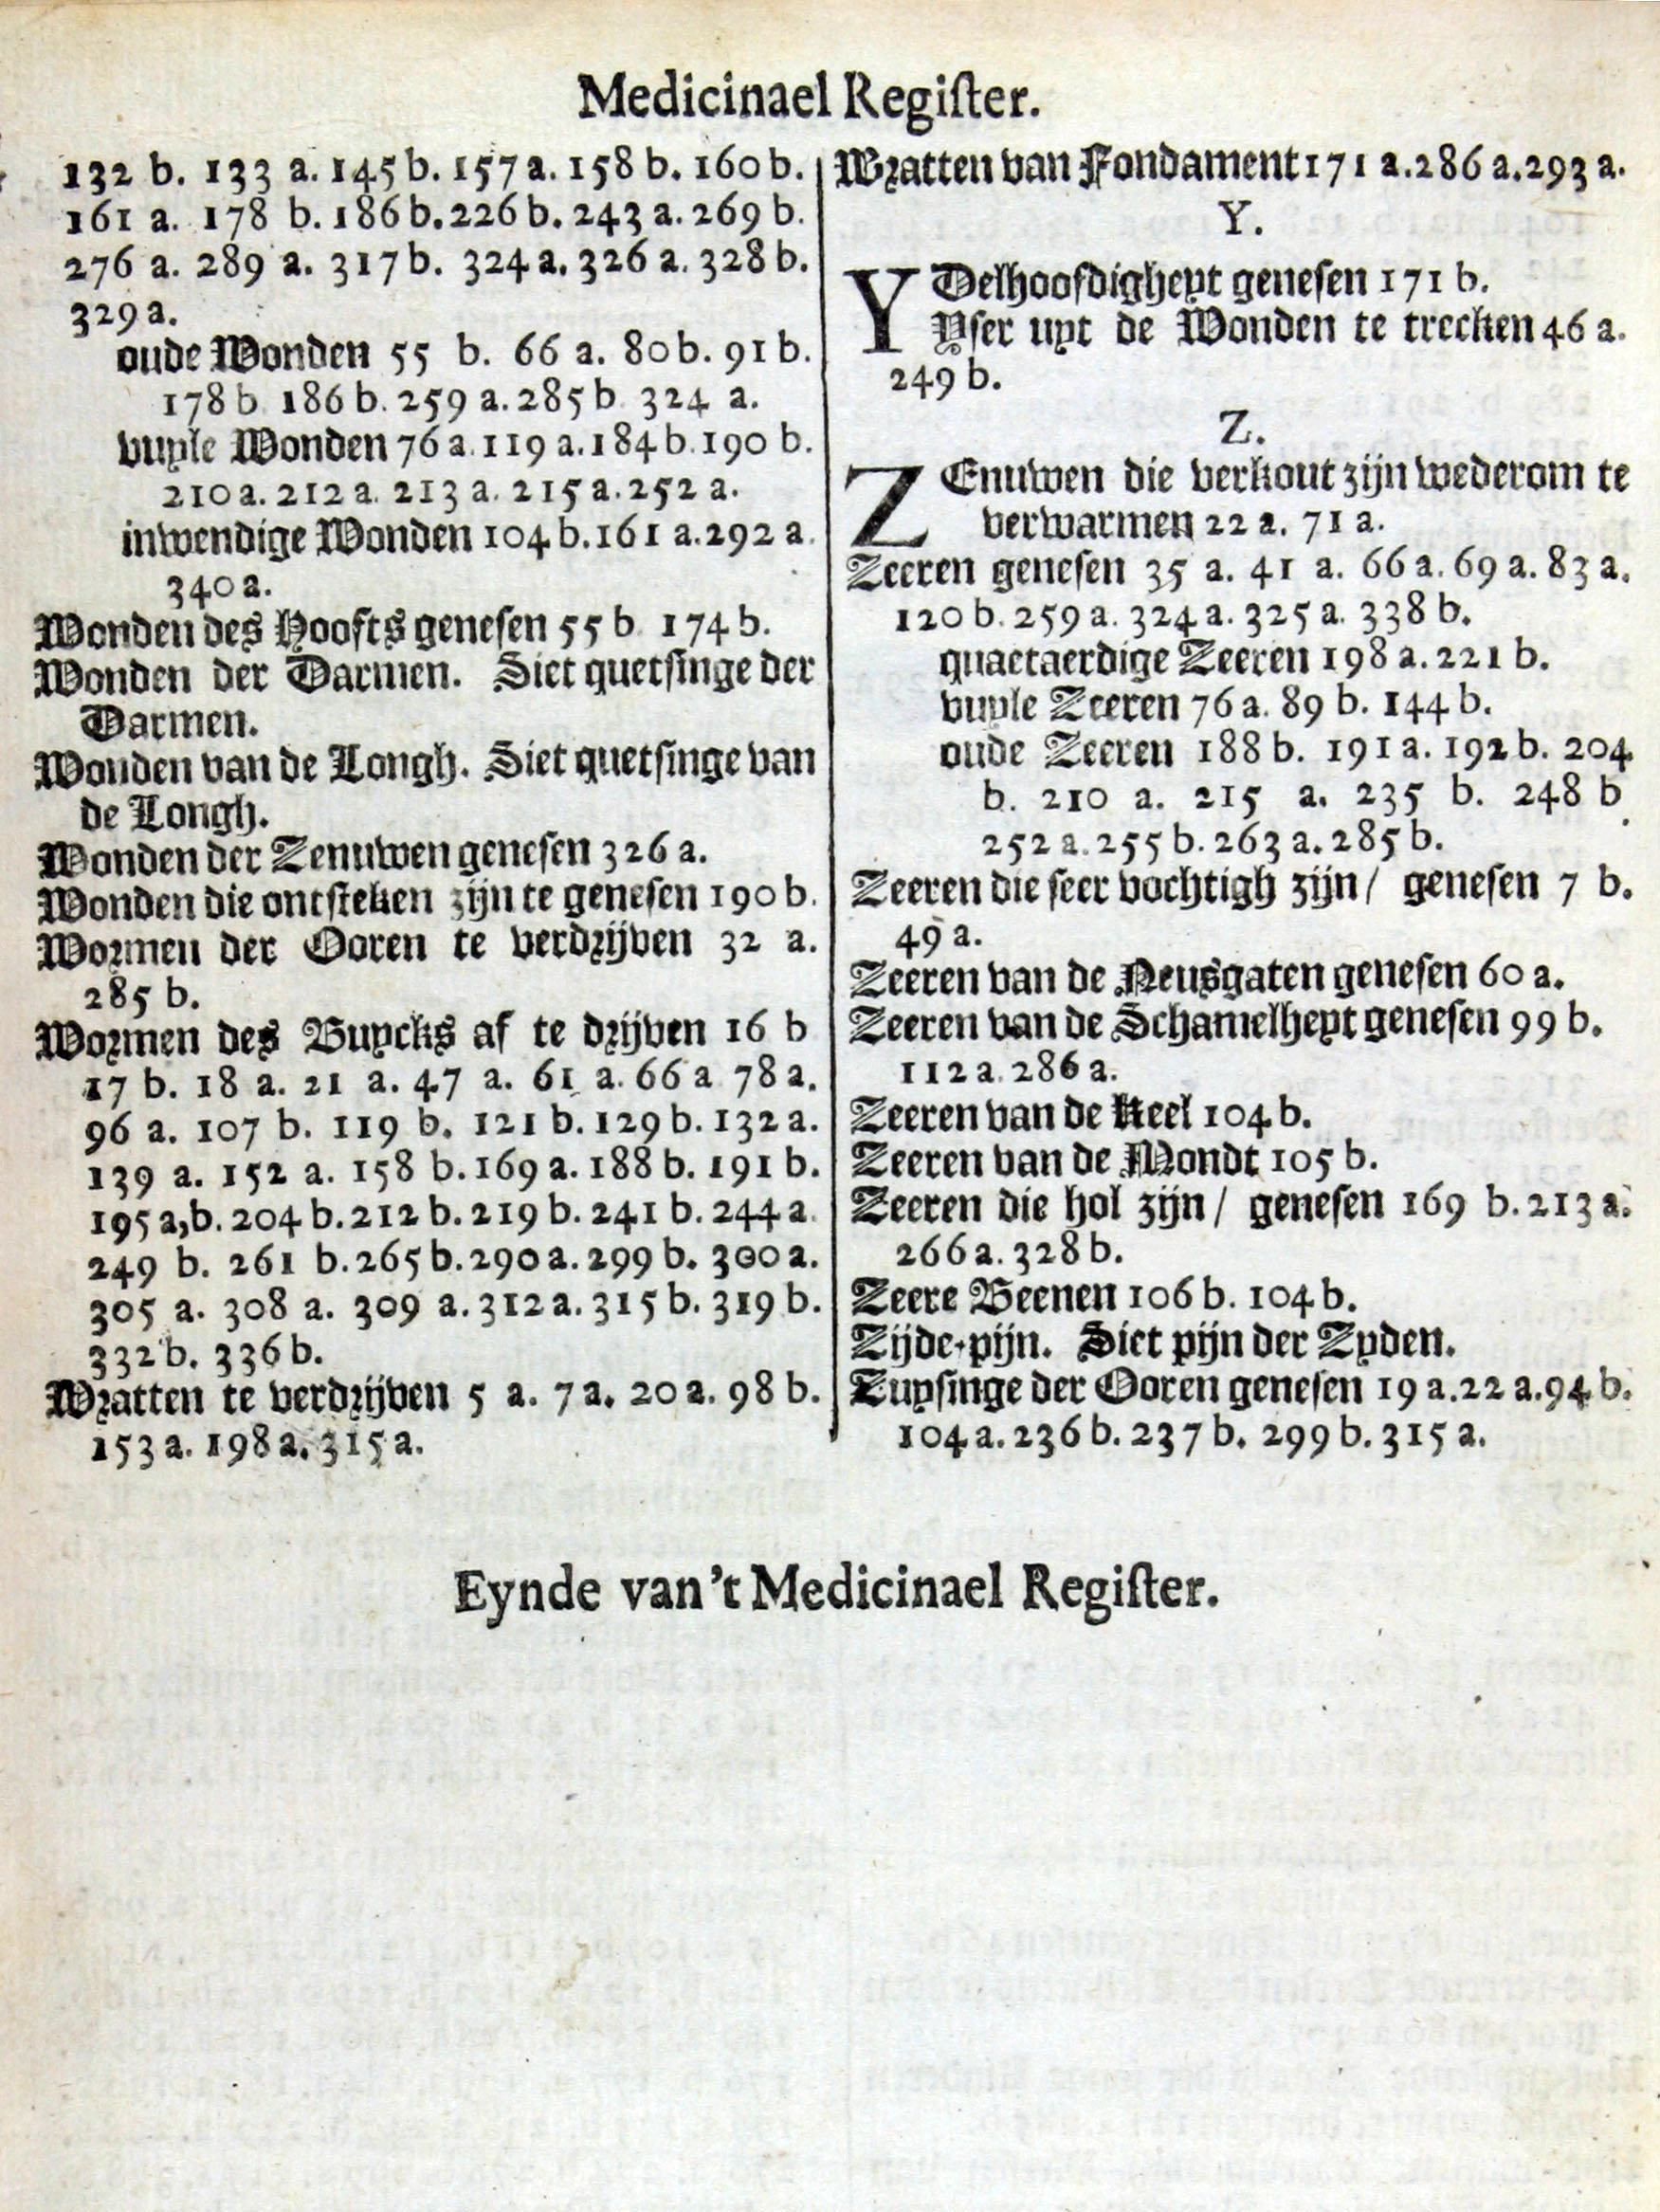 Medicinael Regiſter.
132 b. 133 a. 145 b. 157 a. 158 b. 160 b.
161 a. 178 b. 186 b. 226 b. 243 a. 269 b.
276 a. 289 a. 317 b. 324 a. 326 a. 328 b.
329 a.
oude Wonden 55 b. 66 a. 80 b. 91 b.
178 b 186 b. 259 a. 285 b 324 a.
vuyle Wonden 76 a. 119 a. 184 b. 190 b.
210 a. 212 a. 213 a. 215 a. 252 a.
inwendige Wonden 104 b. 161 a. 292 a.
340 a.
Wonden des Hoofts geneſen 55 b 174 b.
Wonden der Darmen. Siet quetſinge der
Darmen.
Wonden van de Longh. Siet quetſinge van
de Longh.
Wonden der Zenuwen geneſen 326 a.
Wonden die ontſteken zijn te geneſen 190 b.
Wormen der Ooren te verdrijven 32 a.
285 b.
Wormen des Buycks af te drijven 16 b
17 b. 18 a. 21 a. 47 a. 61 a. 66 a 78 a.
96 a. 107 b. 119 b. 121 b. 129 b. 132 a.
139 a. 152 a. 158 b. 169 a. 188 b. 191 b.
195 a,b. 204 b. 212 b. 219 b. 241 b. 244 a.
249 b. 261 b. 265 b. 290 a. 299 b. 300 a.
305 a. 308 a. 309 a. 312 a. 315 b. 319 b.
332 b. 336 b.
Wratten te verdrijven 5 a. 7 a. 20 a. 98 b.
153 a. 198 a. 315 a.
Wratten van Fondament 171 a. 286 a. 293 a.
Y.
YDelhoofdigheyt geneſen 171 b.
Yſer uyt de Wonden te trecken 46 a.
249 b.
Z.
ZEnuwen die verkout zijn wederom te
verwarmen 22 a. 71 a.
Zeeren geneſen 35 a. 41 a. 66 a. 69 a. 83 a.
120 b. 259 a. 324 a. 325 a. 338 b.
quaetaerdige Zeeren 198 a. 221 b.
vuyle Zeeren 76 a. 89 b. 144 b.
oude Zeeren 188 b. 191 a. 192 b. 204
b. 210 a. 215 a. 235 b. 248 b.
252 a. 255 b. 263 a. 285 b.
Zeeren die ſeer vochtigh zijn / geneſen 7 b.
49 a.
Zeeren van de Neusgaten geneſen 60 a.
Zeeren van de Schamelheyt geneſen 99 b.
112 a 286 a.
Zeeren van de Keel 104 b.
Zeeren van de Mondt 105 b.
Zeeren die hol zijn / geneſen 169 b. 213 a.
266 a. 328 b.
Zeere Beenen 106 b. 104 b.
Zijde-pijn. Siet pijn der Zyden.
Zuyſinge der Ooren geneſen 19 a. 22 a. 94 b.
104 a. 236 b. 237 b. 299 b. 315 a.
Eynde van't Medicinael Regiſter.